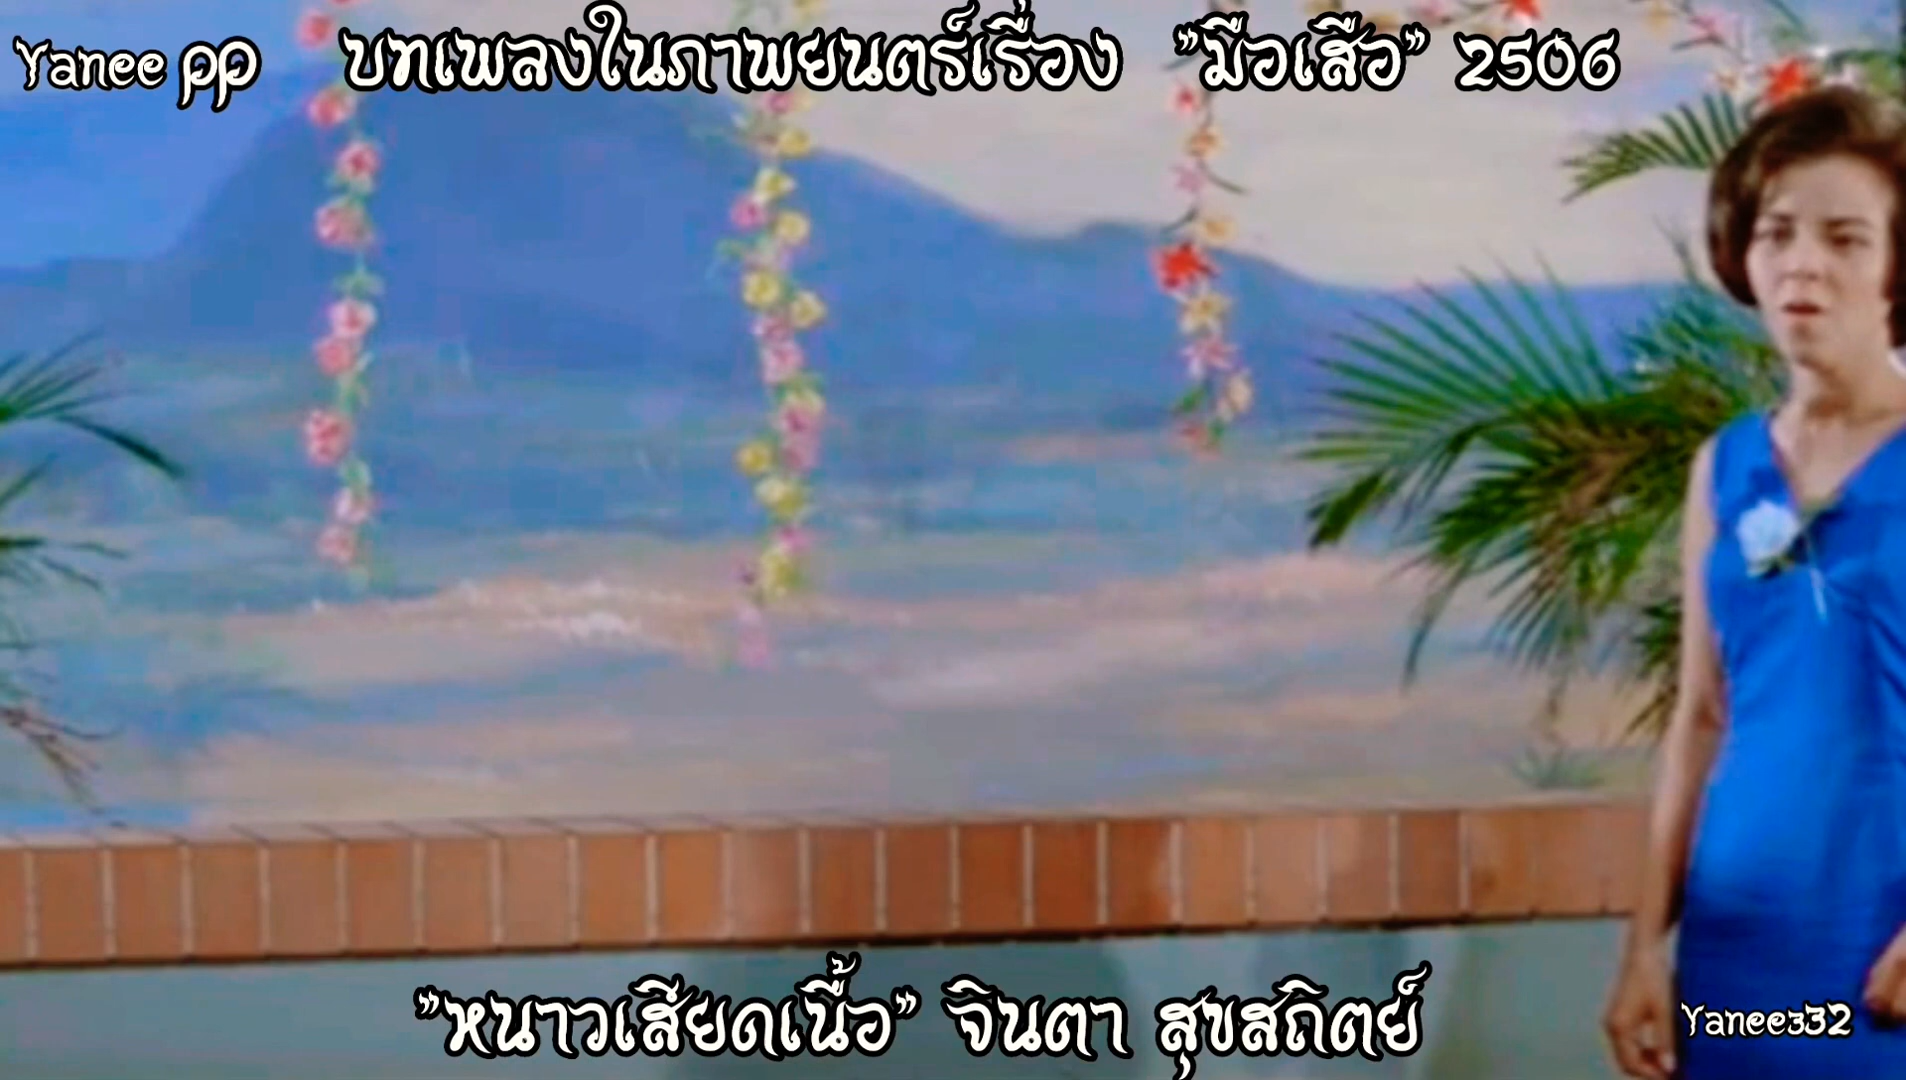 Yanee pp บทเพลงในภาพยนตร์เรื่อง "มือเสือ" 2506
"หนาวเสียดเนื้อ" จินตา สุขสถิตย์
Yanee332